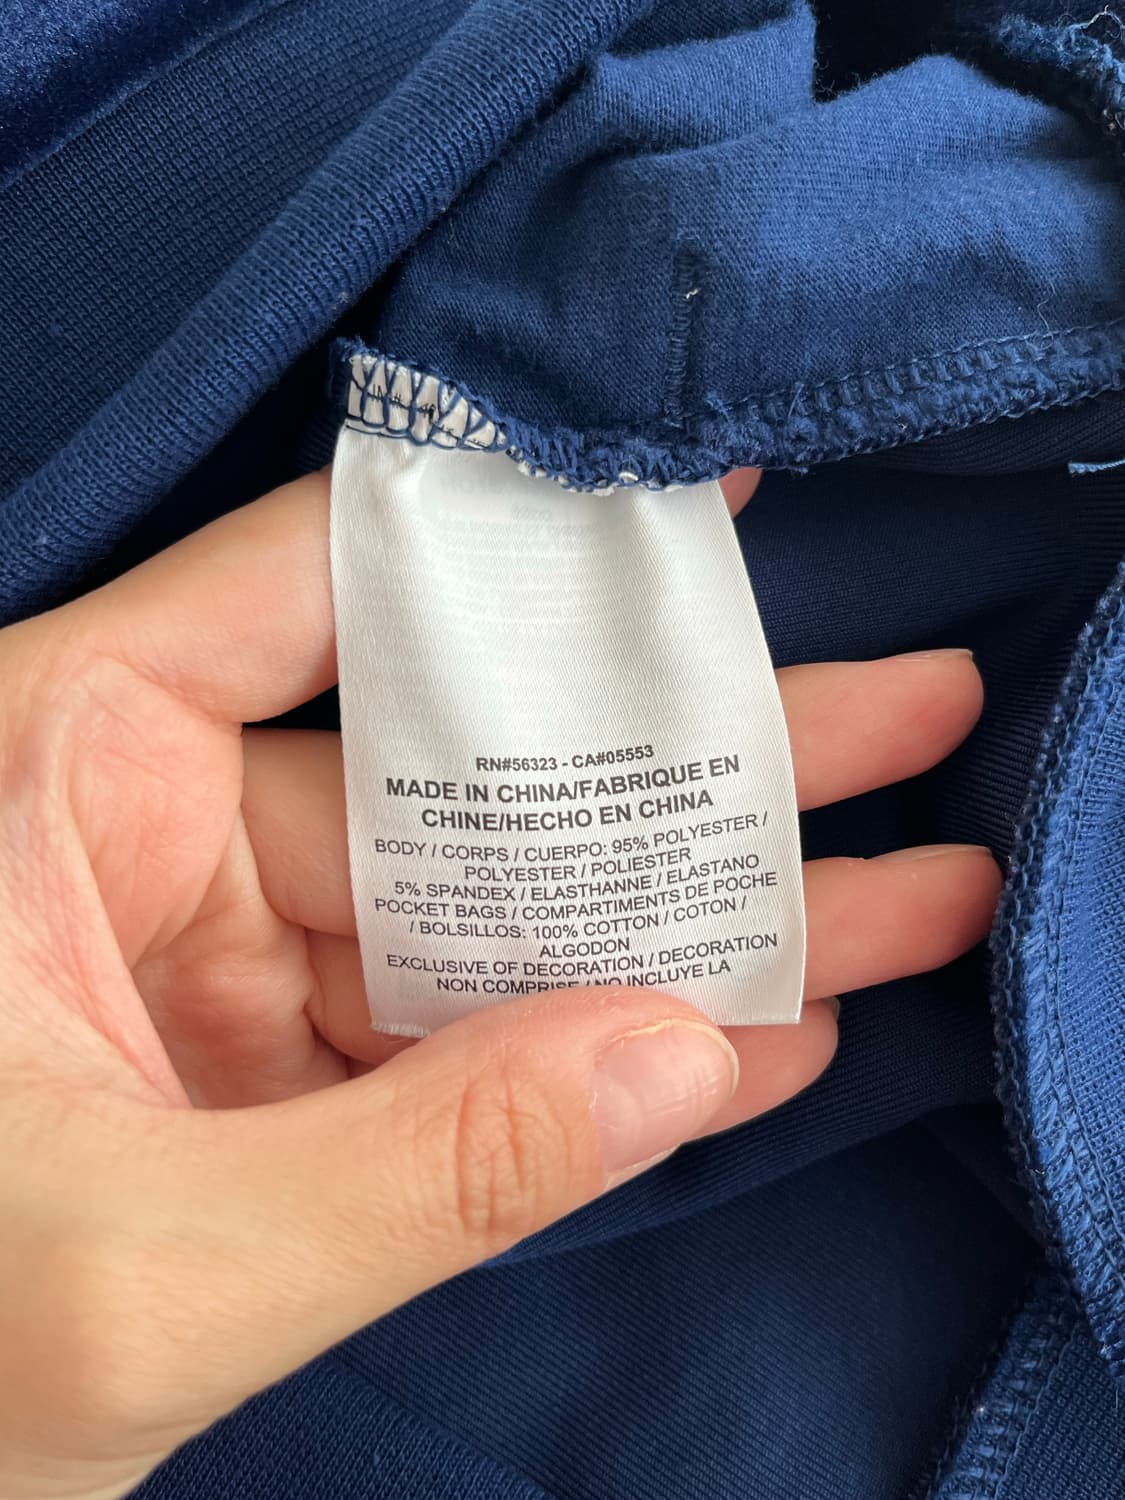 RN#56323 - CA#05553
MADE IN CHINA/FABRIQUE EN
CHINE/HECHO EN CHINA
BODY / CORPS / CUERPO: 95% POLYESTER /
POLYESTER / POLIESTER
5% SPANDEX / ELASTHANNE / ELASTANO
POCKET BAGS / COMPARTIMENTS DE POCHE
/ BOLSILLOS: 100% COTTON / COTON /
ALGODON
EXCLUSIVE OF DECORATION / DECORATION
NON COMPRISE / NO INCLUYE LA